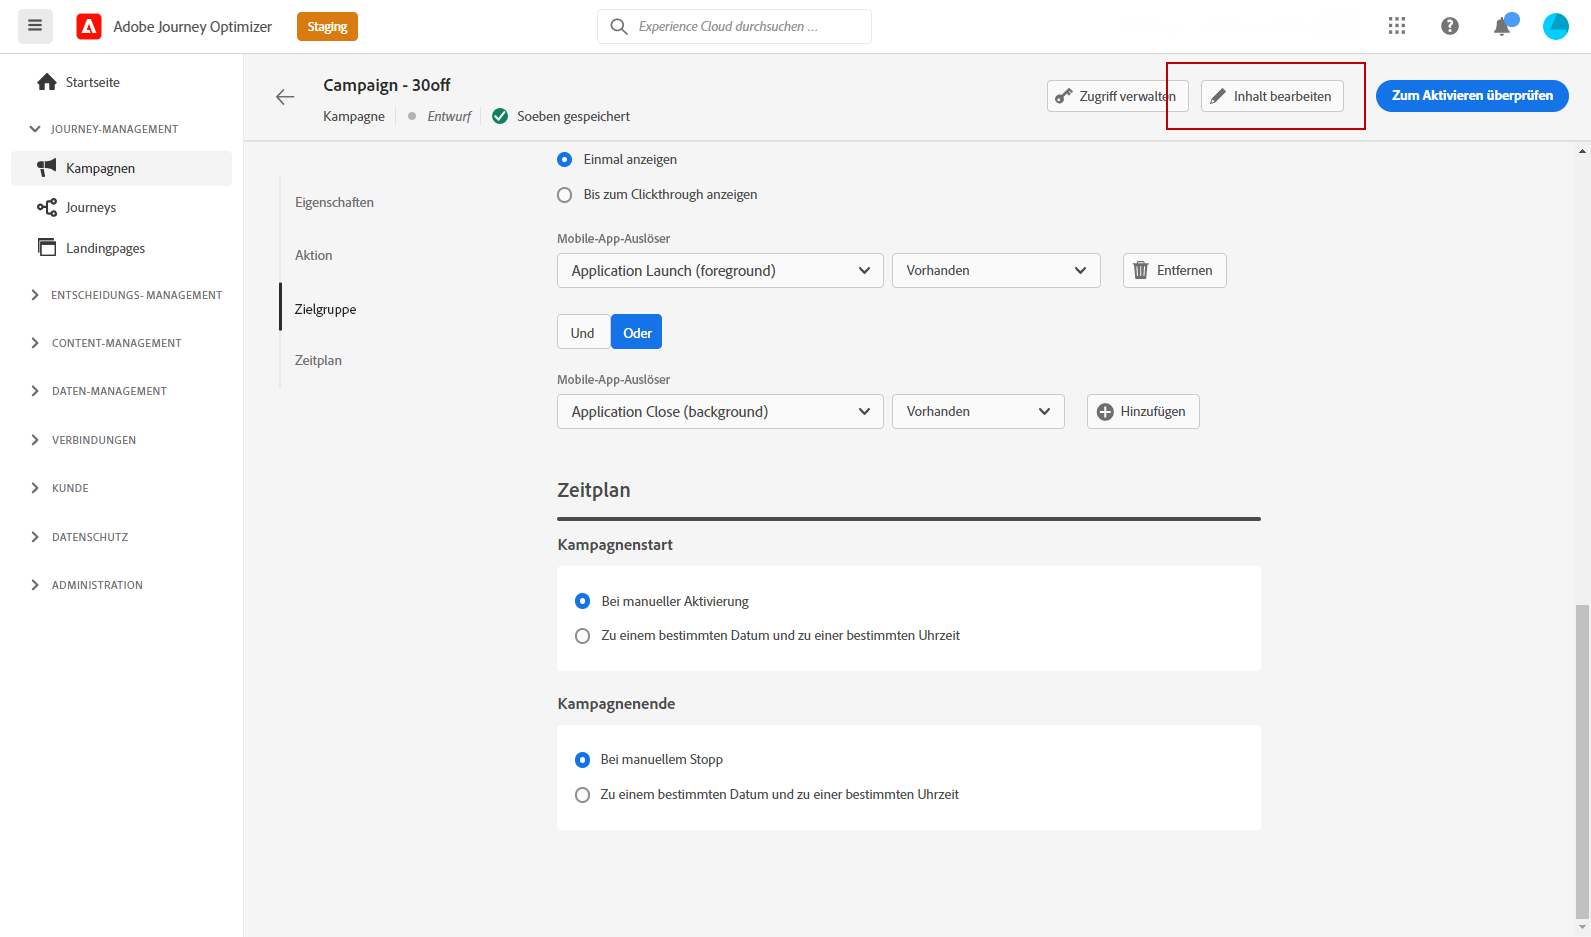 Adobe Journey Optimizer
Staging
Experience Cloud durchsuchen ...
Startseite
JOURNEY-MANAGEMENT
Kampagnen
Journeys
Landingpages
ENTSCHEIDUNGS- MANAGEMENT
CONTENT-MANAGEMENT
DATEN-MANAGEMENT
VERBINDUNGEN
KUNDE
DATENSCHUTZ
ADMINISTRATION
Campaign - 30off
Kampagne
Entwurf
Soeben gespeichert
Zugriff verwalten
Inhalt bearbeiten
Zum Aktivieren überprüfen
Eigenschaften
Aktion
Zielgruppe
Zeitplan
Einmal anzeigen
Bis zum Clickthrough anzeigen
Mobile-App-Auslöser
Application Launch (foreground)
Vorhanden
Entfernen
Und
Oder
Mobile-App-Auslöser
Application Close (background)
Vorhanden
Hinzufügen
Zeitplan
Kampagnenstart
Bei manueller Aktivierung
Zu einem bestimmten Datum und zu einer bestimmten Uhrzeit
Kampagnenende
Bei manuellem Stopp
Zu einem bestimmten Datum und zu einer bestimmten Uhrzeit